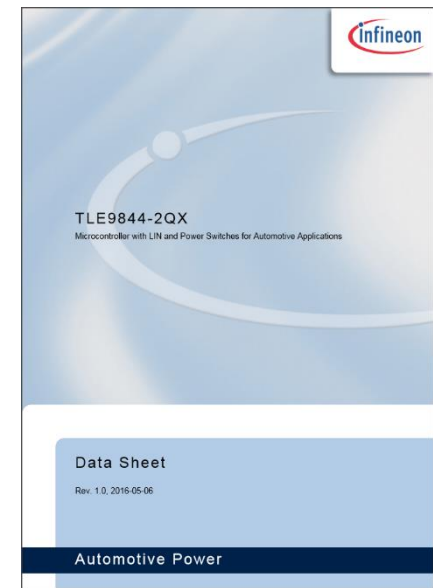 infineon
TLE9844-2QX
Microcontroller with LIN and Power Switches for Automotive Applications
Data Sheet
Rev. 1.0, 2016-05-06
Automotive Power